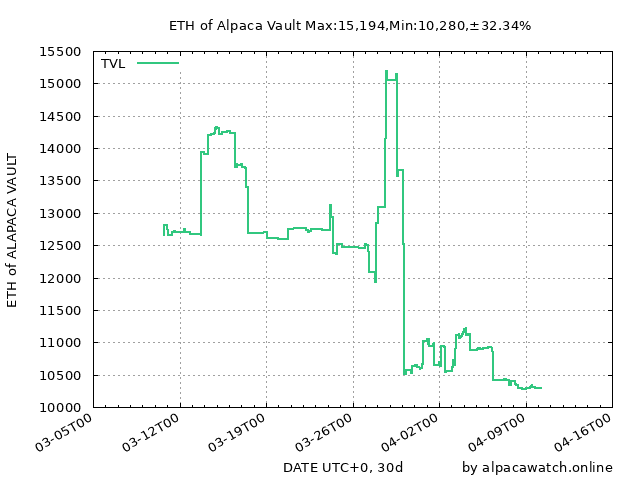 ETH of Alpaca Vault Max:15,194,Min:10,280,±32.34%
TVL
15500
15000
14500
14000
13500
13000
12500
12000
11500
11000
10500
10000
ETH of ALAPACA VAULT
03-05T00
03-12T00
03-19T00
03-26T00
04-02T00
04-09T00
04-16T00
DATE UTC+0, 30d
by alpacawatch.online